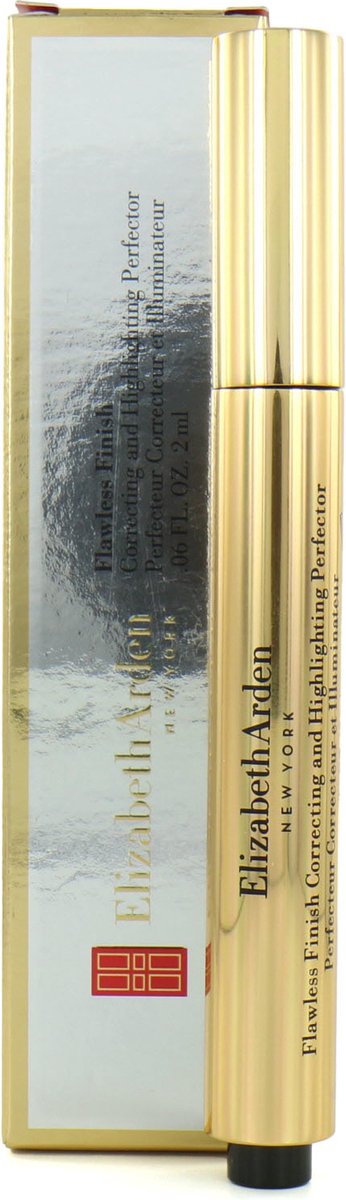 Elizabeth Arden
NEW YORK
Flawless Finish
Correcting and Highlighting Perfector
Perfecteur Correcteur et Illuminateur
.06 FL. OZ. 2 ml
Elizabeth Arden
NEW YORK
Flawless Finish Correcting and Highlighting Perfector
Perfecteur Correcteur et Illuminateur